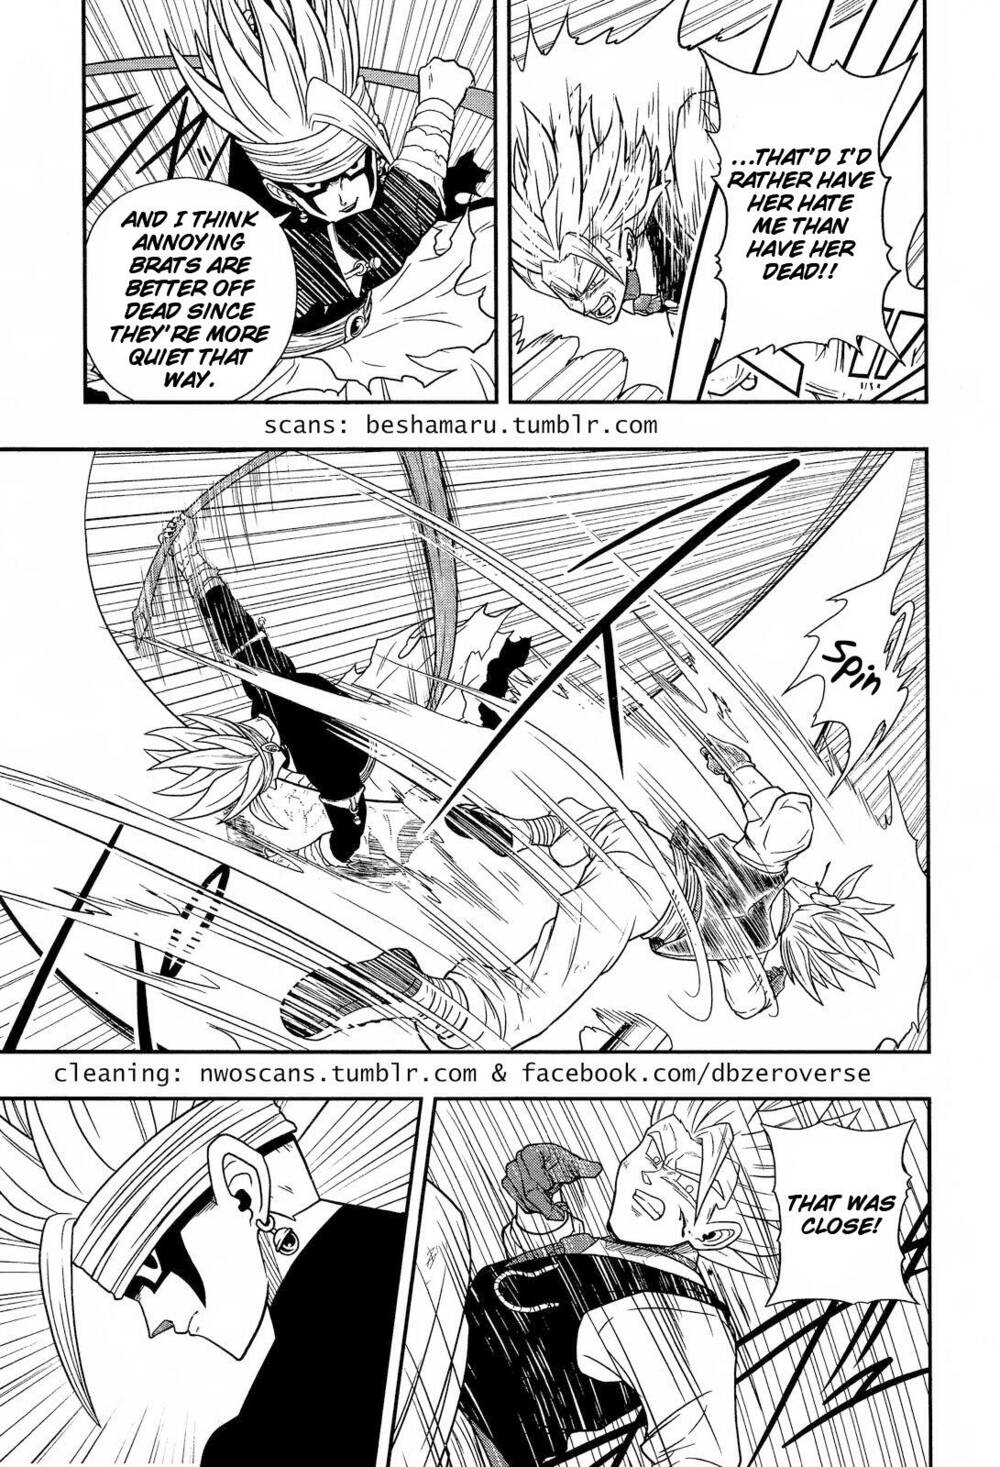 ...THAT'D I'D
RATHER HAVE
HER HATE
ME THAN
HAVE HER
DEAD!!
AND I THINK
ANNOYING
BRATS ARE
BETTER OFF
DEAD SINCE
THEY'RE MORE
QUIET THAT
WAY.
scans: beshamaru.tumblr.com
Spin
cleaning: nwoscans.tumblr.com & facebook.com/dbzeroverse
THAT WAS
CLOSE!